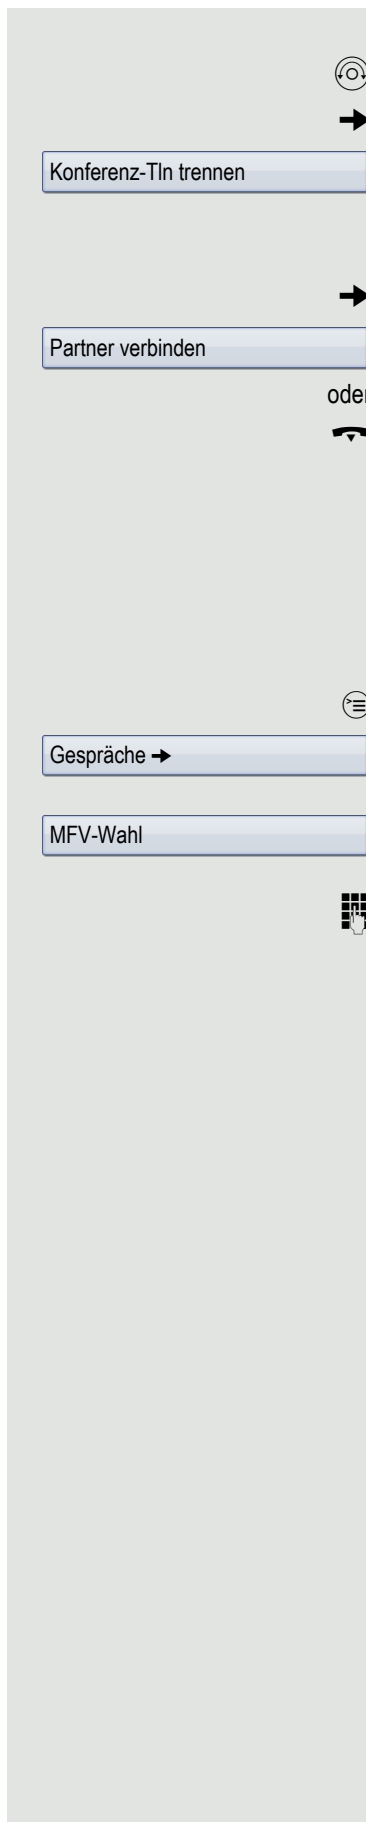 Konferenz-Tln trennen
Partner verbinden
oder
Gespräche →
MFV-Wahl